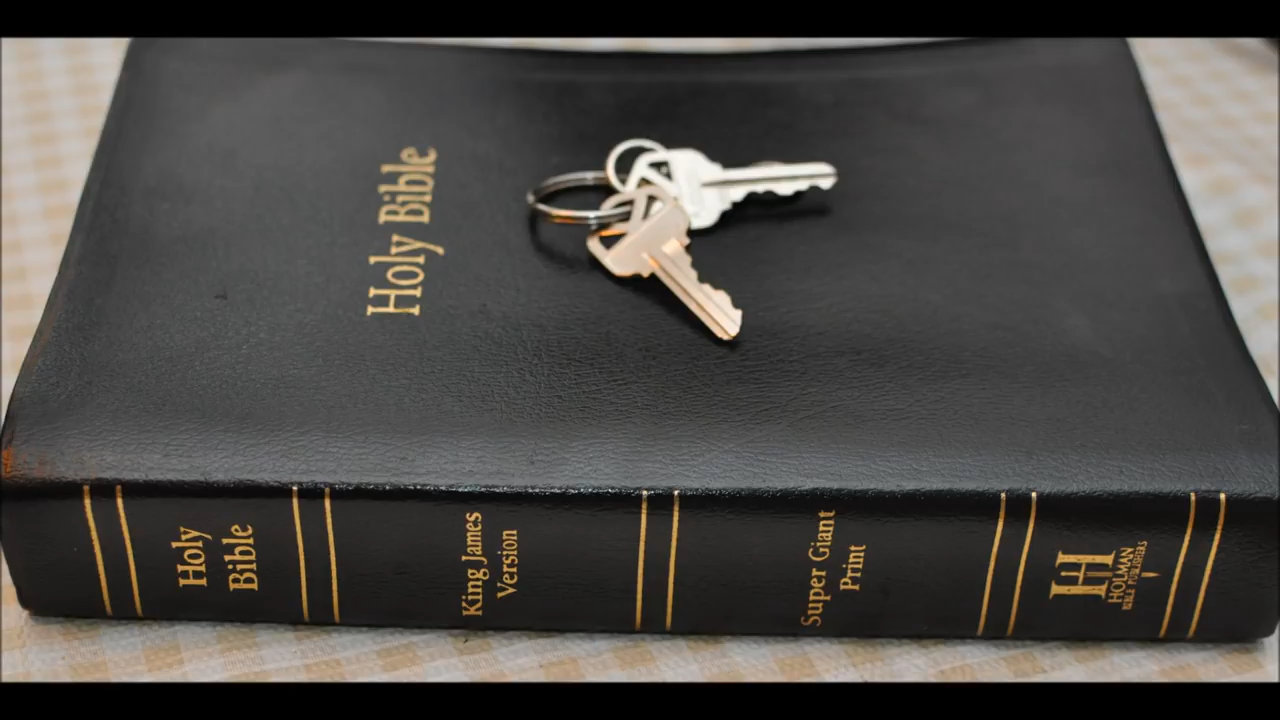 Holy Bible
Holy
Bible
King James
Version
Super Giant
Print
HOLMAN
BIBLE PUBLISHERS